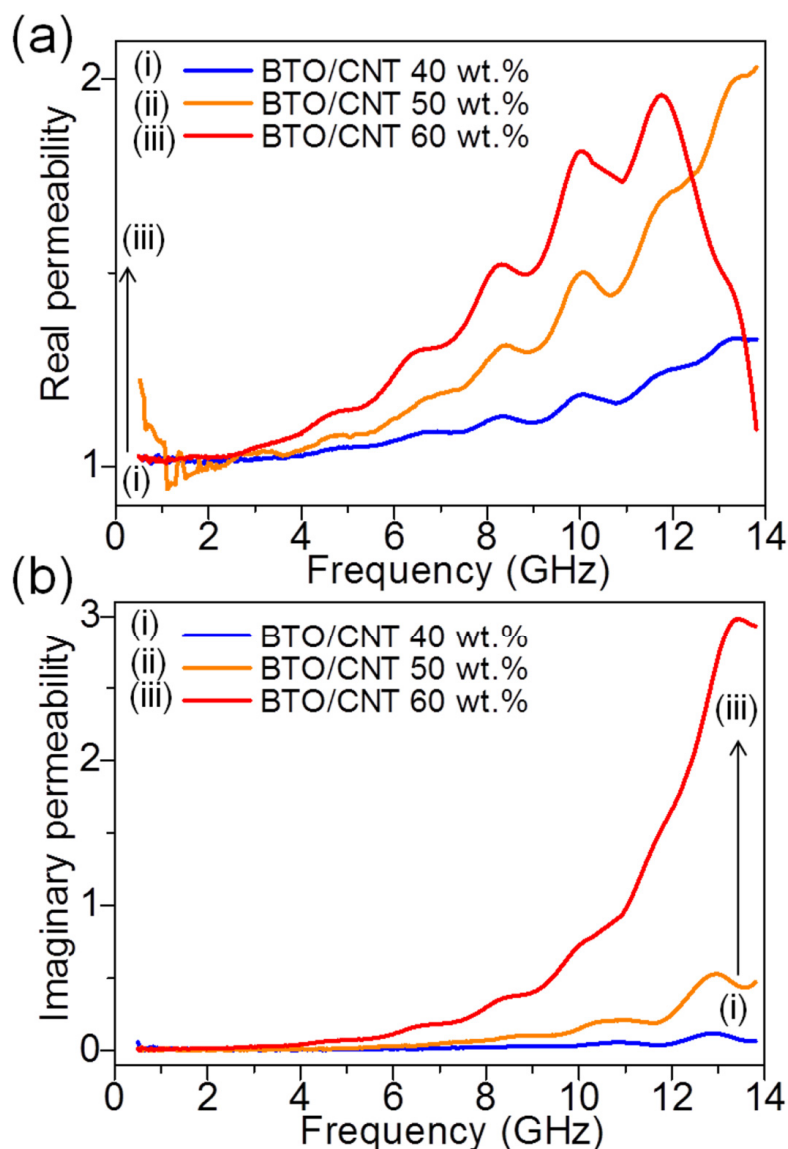 (a)
(i) BTO/CNT 40 wt.%
(ii) BTO/CNT 50 wt.%
(iii) BTO/CNT 60 wt.%
2
(iii)
Real permeability
1
(i)
0 2 4 6 8 10 12 14
Frequency (GHz)
(b)
3
(i) BTO/CNT 40 wt.%
(ii) BTO/CNT 50 wt.%
(iii) BTO/CNT 60 wt.%
(iii)
2
Imaginary permeability
1
(i)
0
0 2 4 6 8 10 12 14
Frequency (GHz)